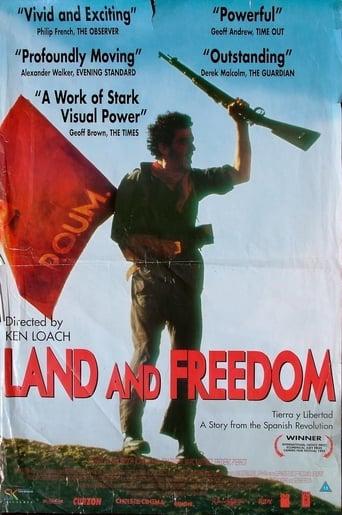 "Vivid and Exciting"
Philip French, THE OBSERVER
"Powerful"
Geoff Andrew, TIME OUT
"Profoundly Moving"
Alexander Walker, EVENING STANDARD
"Outstanding"
Derek Malcolm, THE GUARDIAN
"A Work of Stark
Visual Power"
Geoff Brown, THE TIMES
POUM.
Directed by
KEN LOACH
LAND AND FREEDOM
Tierra y Libertad
A Story from the Spanish Revolution
WINNER
CURZON